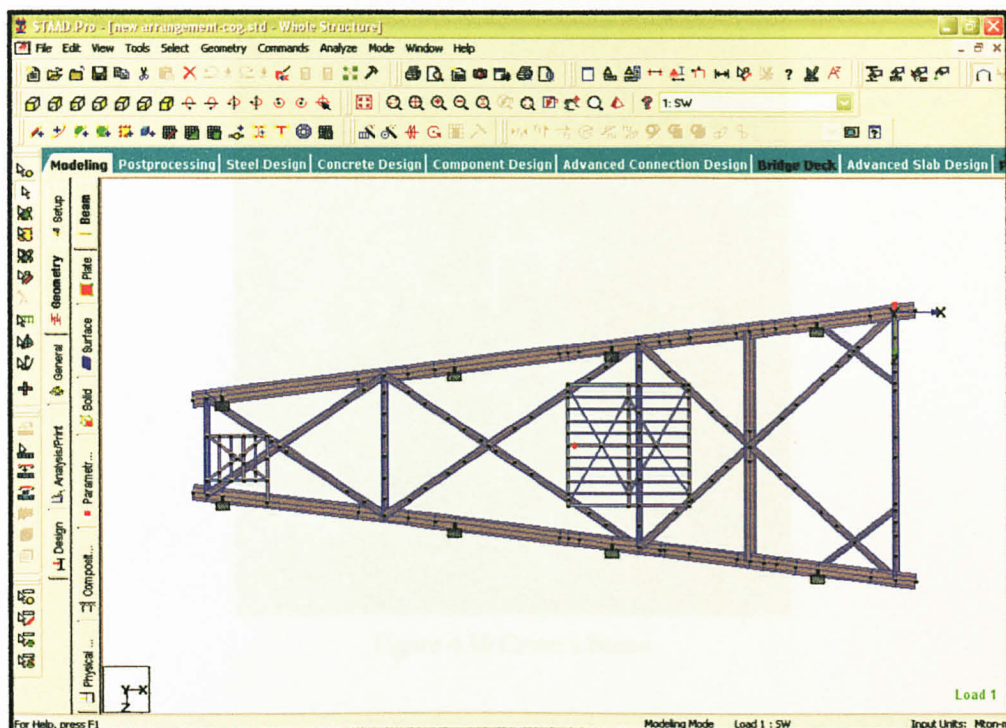 STAAD.Pro - [new arrangement-cog.std - Whole Structure]
File Edit View Tools Select Geometry Commands Analyze Mode Window Help
1: SW
Modeling Postprocessing Steel Design Concrete Design Component Design Advanced Connection Design Bridge Deck Advanced Slab Design
Setup
Geometry
General
Analysis/Print
Design
Beam
Plate
Surface
Solid
Parametr...
Composit...
Physical ...
X
Y X
Z
Load 1
For Help, press F1
Modeling Mode Load 1 : SW Input Units: